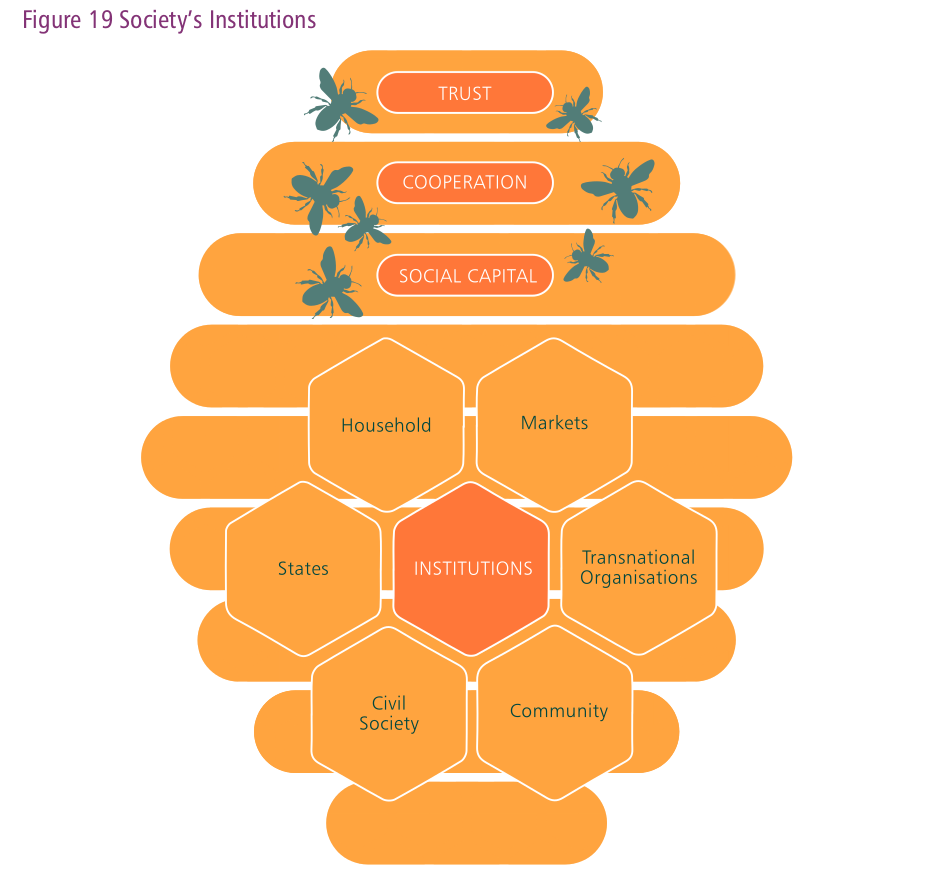 Figure 19 Society’s Institutions
TRUST
COOPERATION
SOCIAL CAPITAL
Household
Markets
States
INSTITUTIONS
Transnational
Organisations
Civil
Society
Community